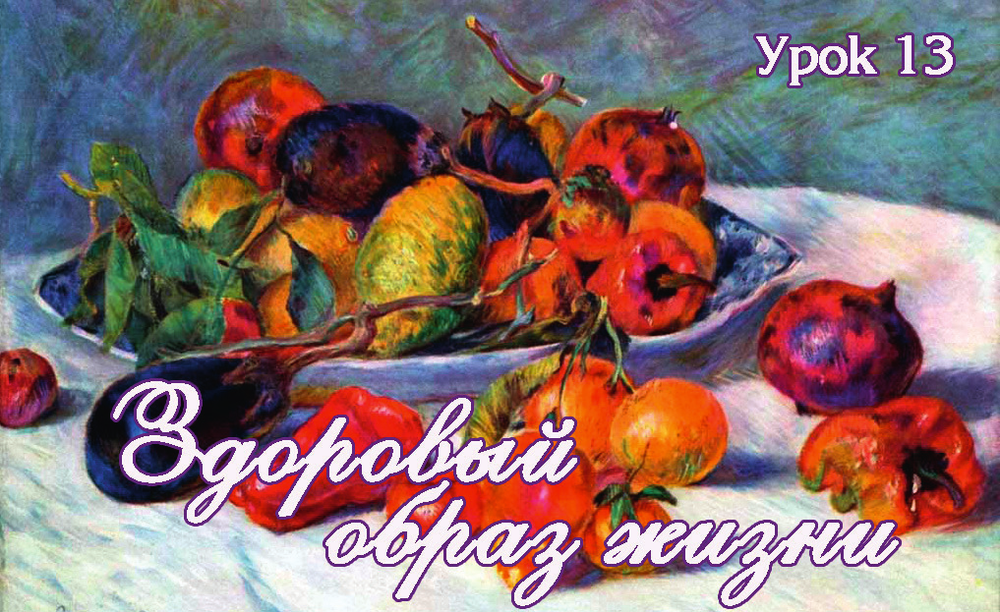 Урок 13
Здоровый
образ жизни